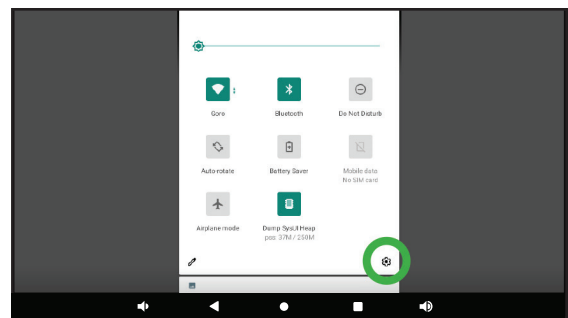 Goro
Bluetooth
Do Not Disturb
Auto-rotate
Battery Saver
Mobile data
No SIM card
Airplane mode
Dump SysUI Heap
pss: 37M / 250M